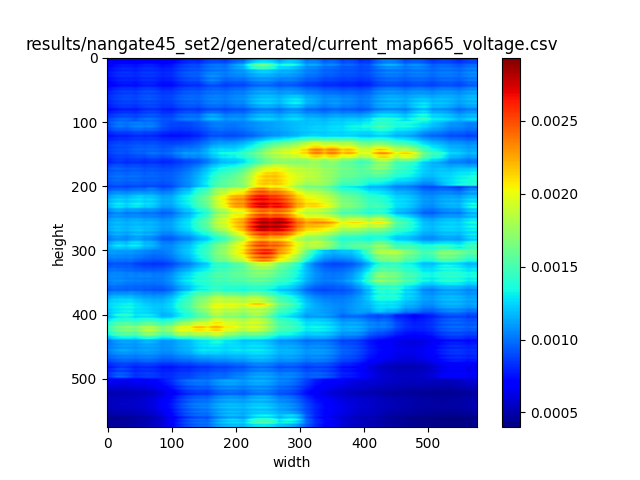 results/nangate45_set2/generated/current_map665_voltage.csv
0
100
200
300
400
500
height
0 100 200 300 400 500
width
0.0025
0.0020
0.0015
0.0010
0.0005